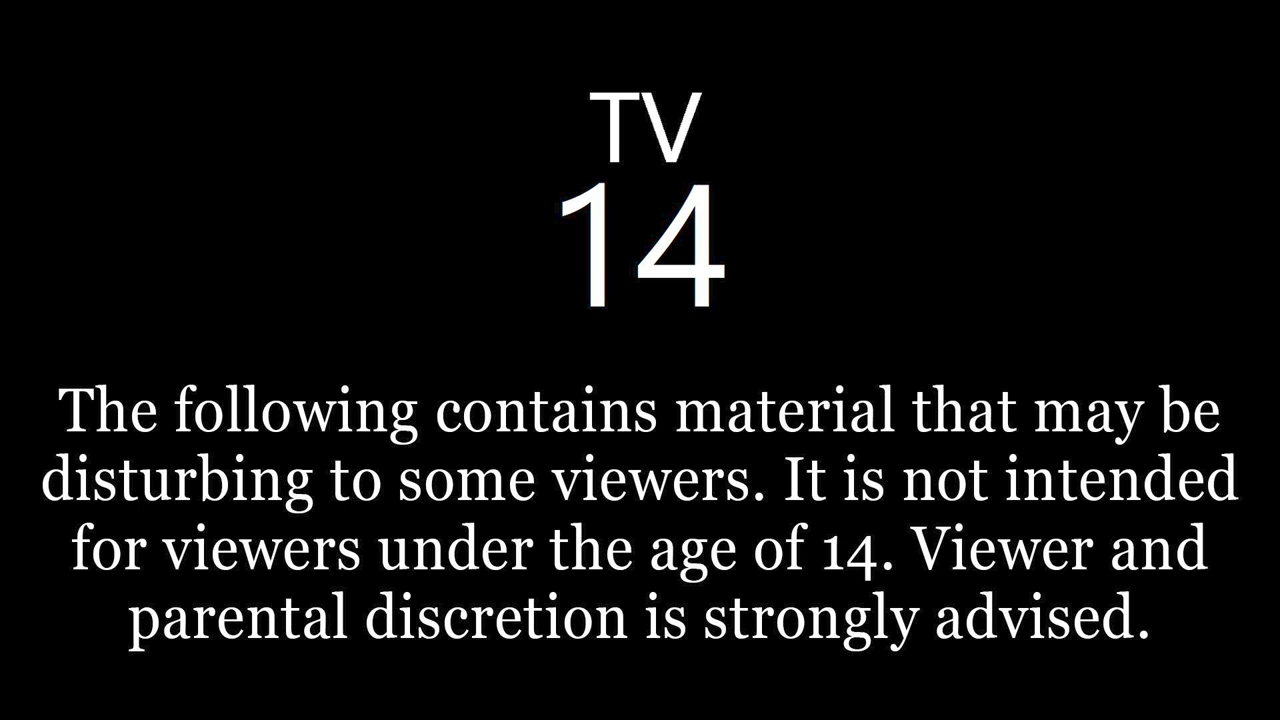 TV
14
The following contains material that may be
disturbing to some viewers. It is not intended
for viewers under the age of 14. Viewer and
parental discretion is strongly advised.